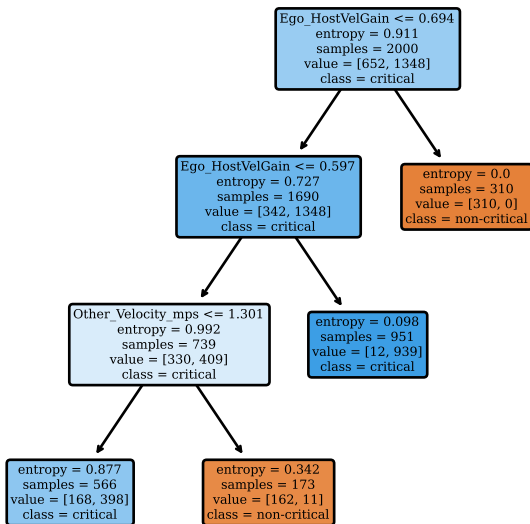 Ego_HostVelGain <= 0.694
entropy = 0.911
samples = 2000
value = [652, 1348]
class = critical
Ego_HostVelGain <= 0.597
entropy = 0.727
samples = 1690
value = [342, 1348]
class = critical
entropy = 0.0
samples = 310
value = [310, 0]
class = non-critical
Other_Velocity_mps <= 1.301
entropy = 0.992
samples = 739
value = [330, 409]
class = critical
entropy = 0.098
samples = 951
value = [12, 939]
class = critical
entropy = 0.877
samples = 566
value = [168, 398]
class = critical
entropy = 0.342
samples = 173
value = [162, 11]
class = non-critical